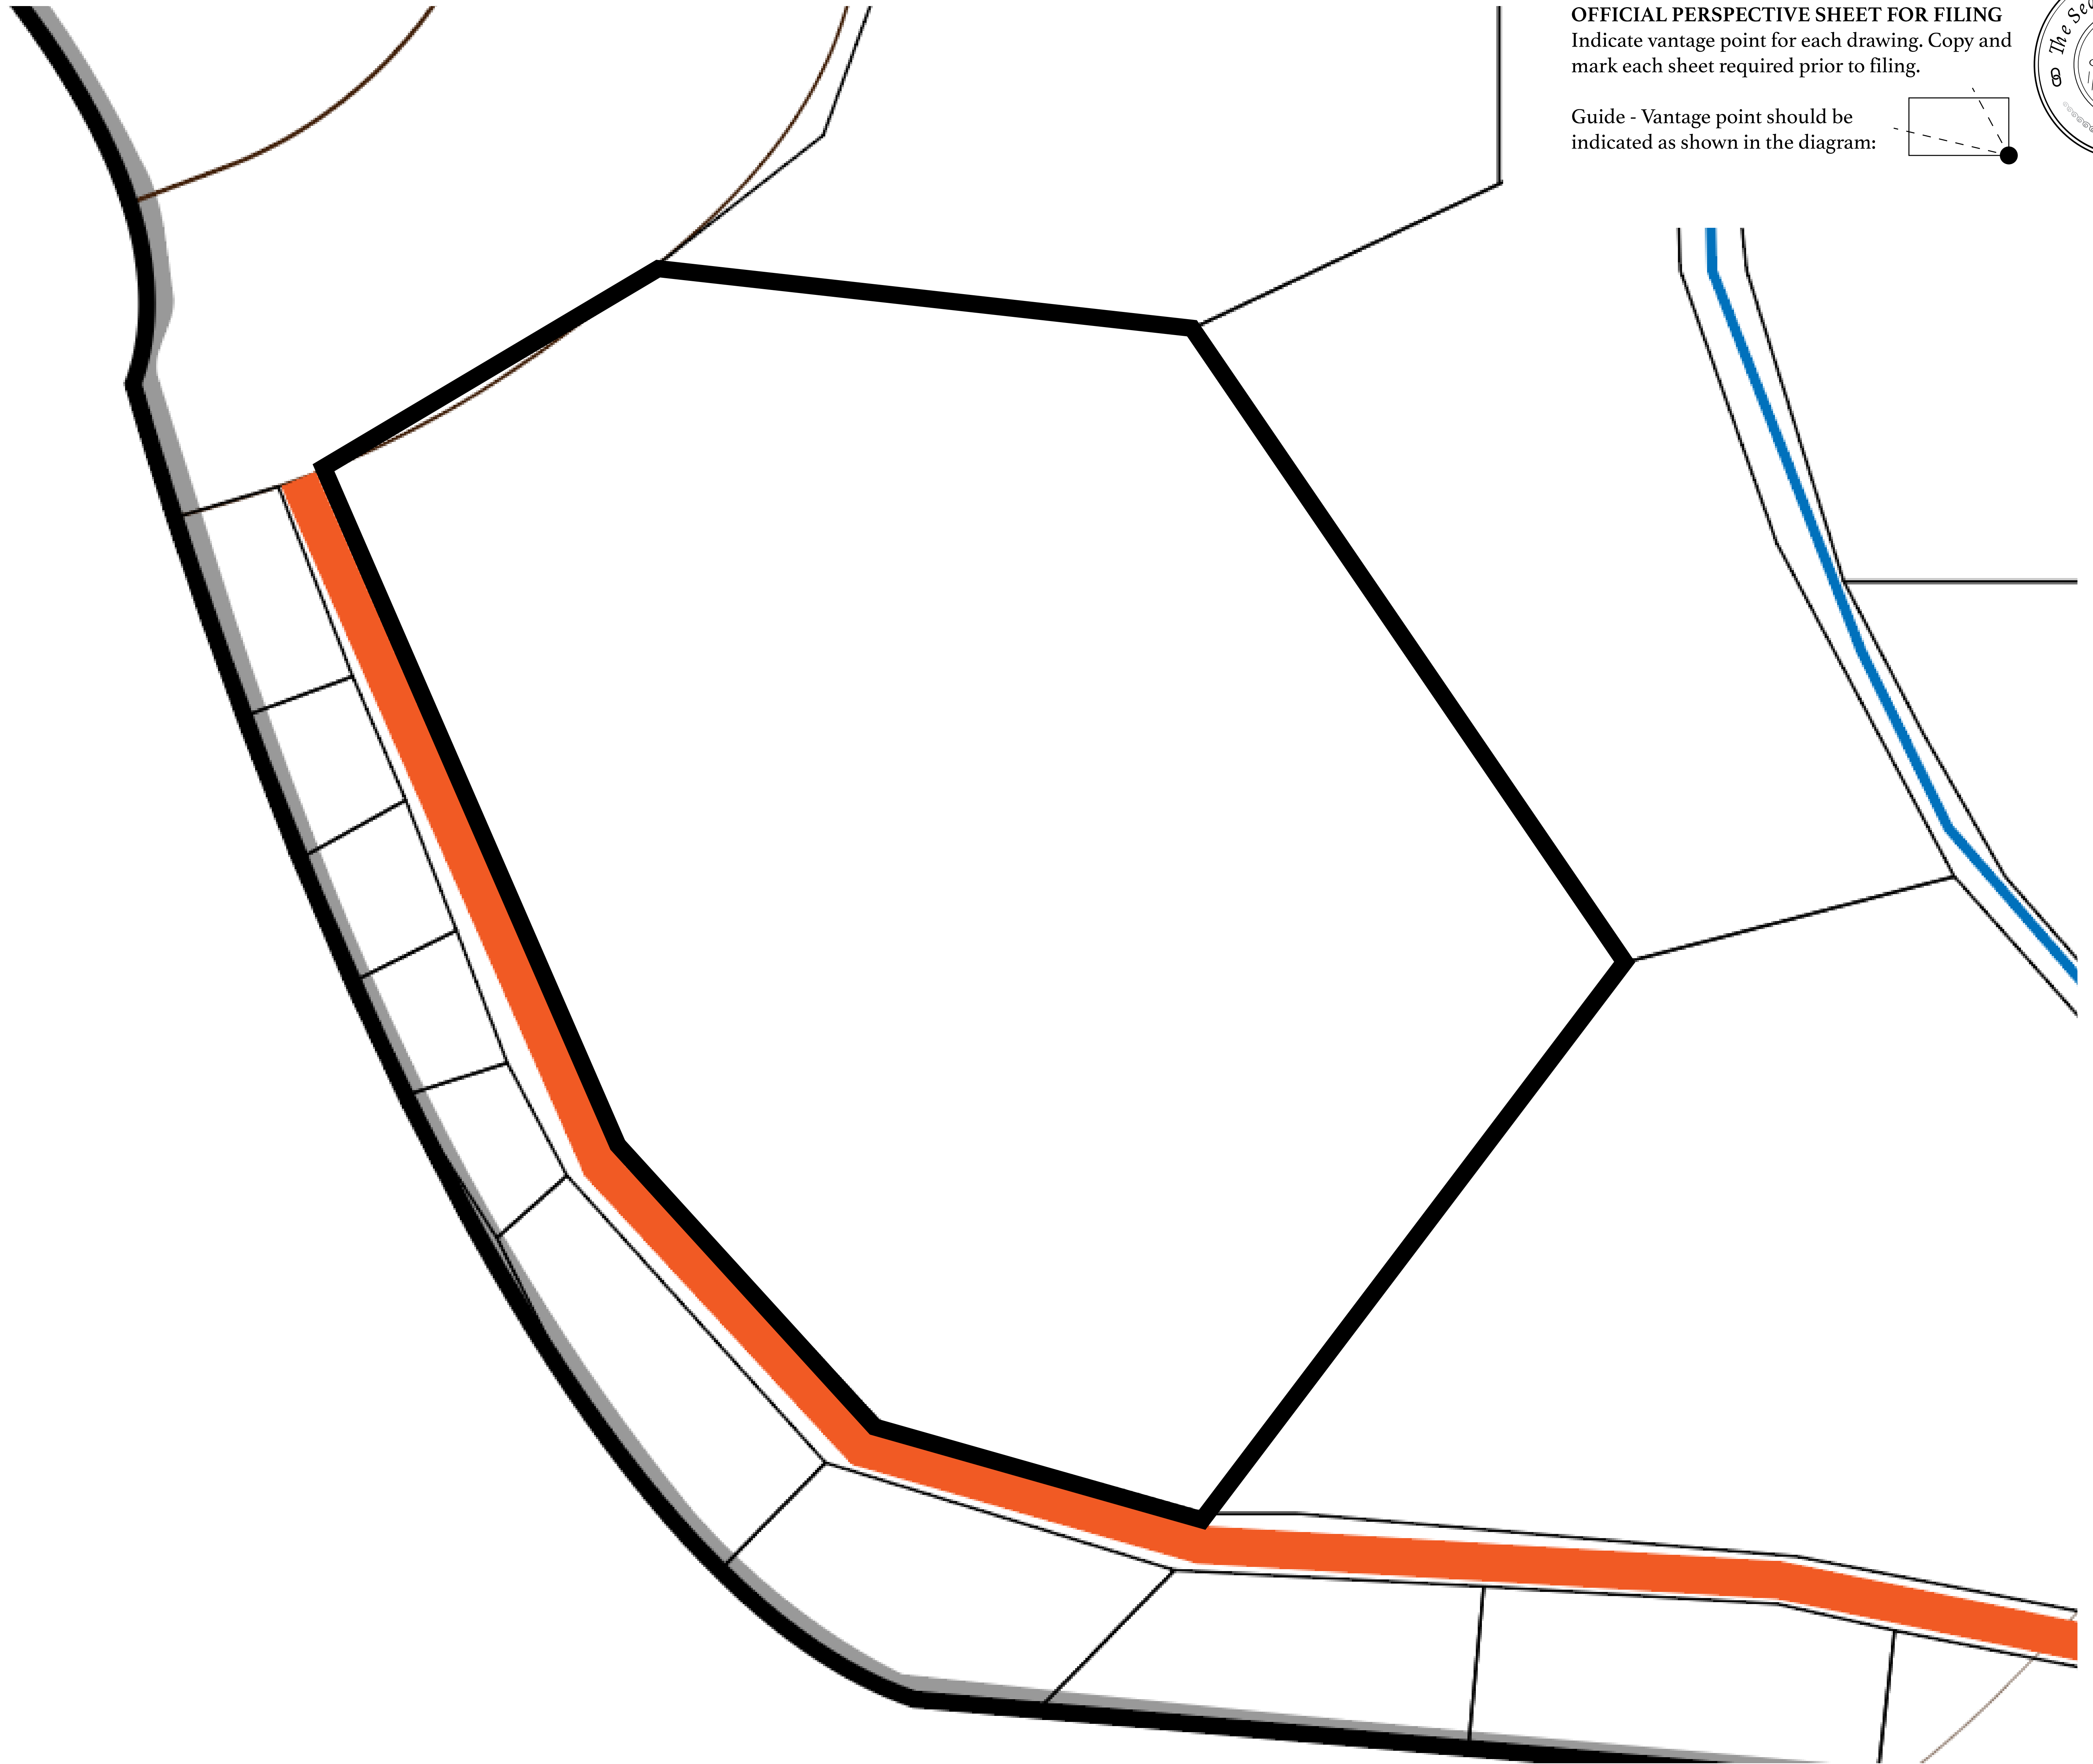 OFFICIAL PERSPECTIVE SHEET FOR FILING
Indicate vantage point for each drawing. Copy and
mark each sheet required prior to filing.
Guide - Vantage point should be
indicated as shown in the diagram:
The